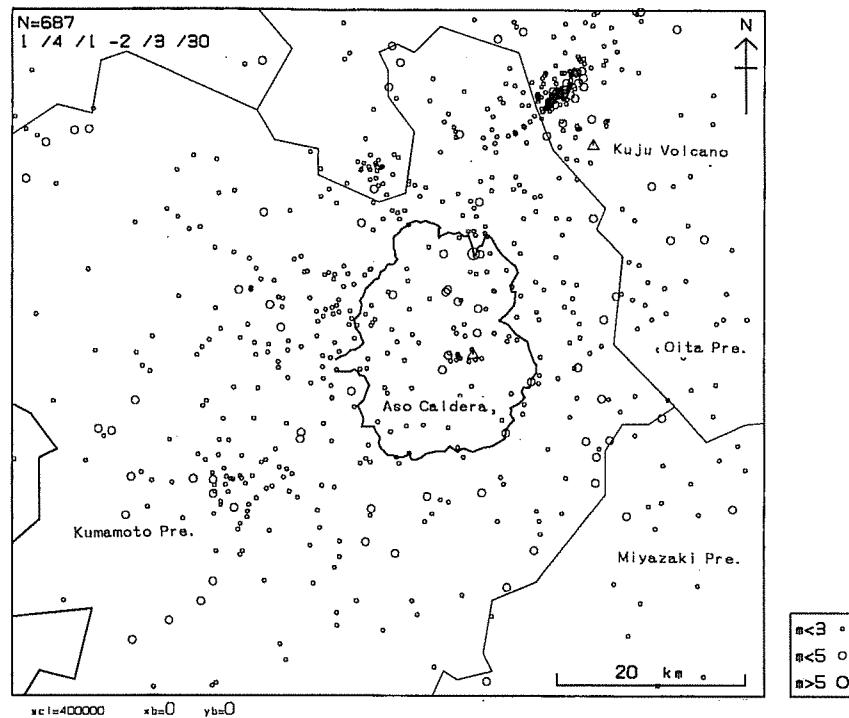 N=687
1 /4 /1 -2 /3 /30
N
Kuju Volcano
Oita Pre.
Aso Caldera
Kumamoto Pre.
Miyazaki Pre.
20 km
m<3
m<5
m>5
xcl=400000 xb=0 yb=0